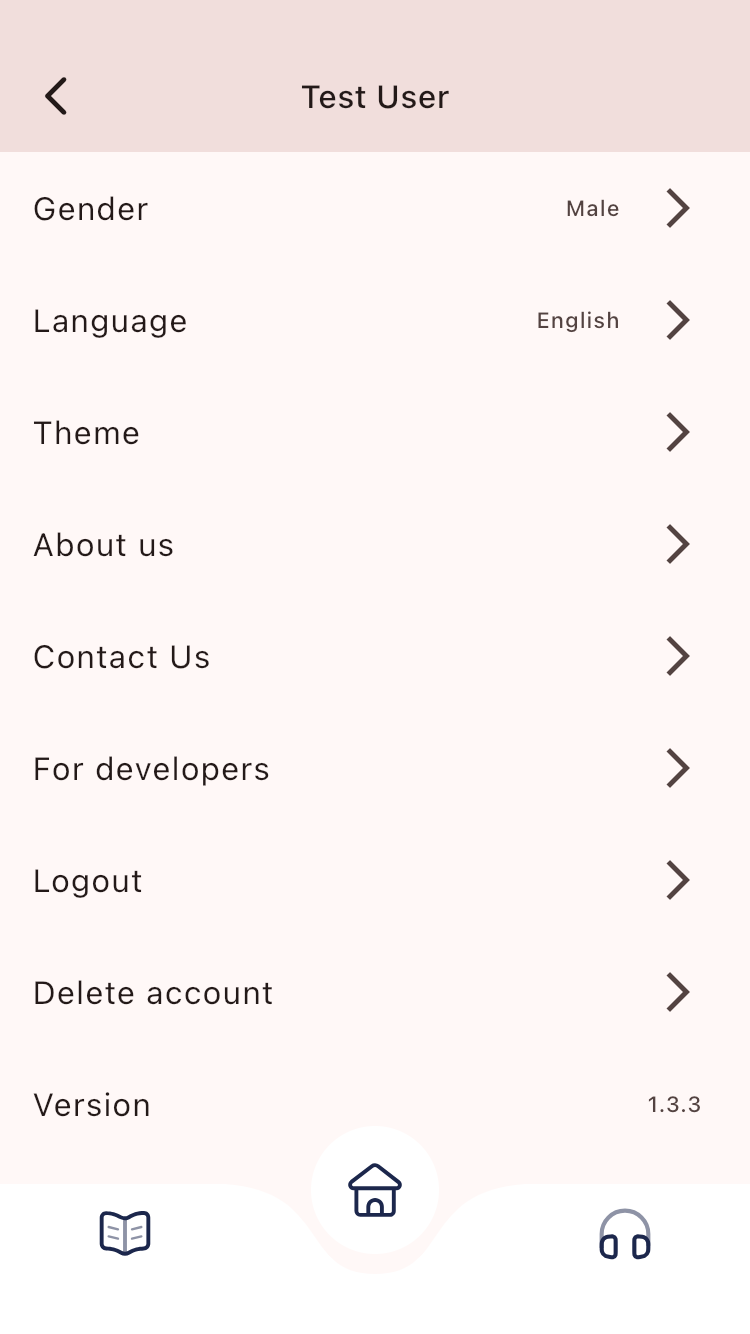 Test User
Gender Male
Language English
Theme
About us
Contact Us
For developers
Logout
Delete account
Version 1.3.3